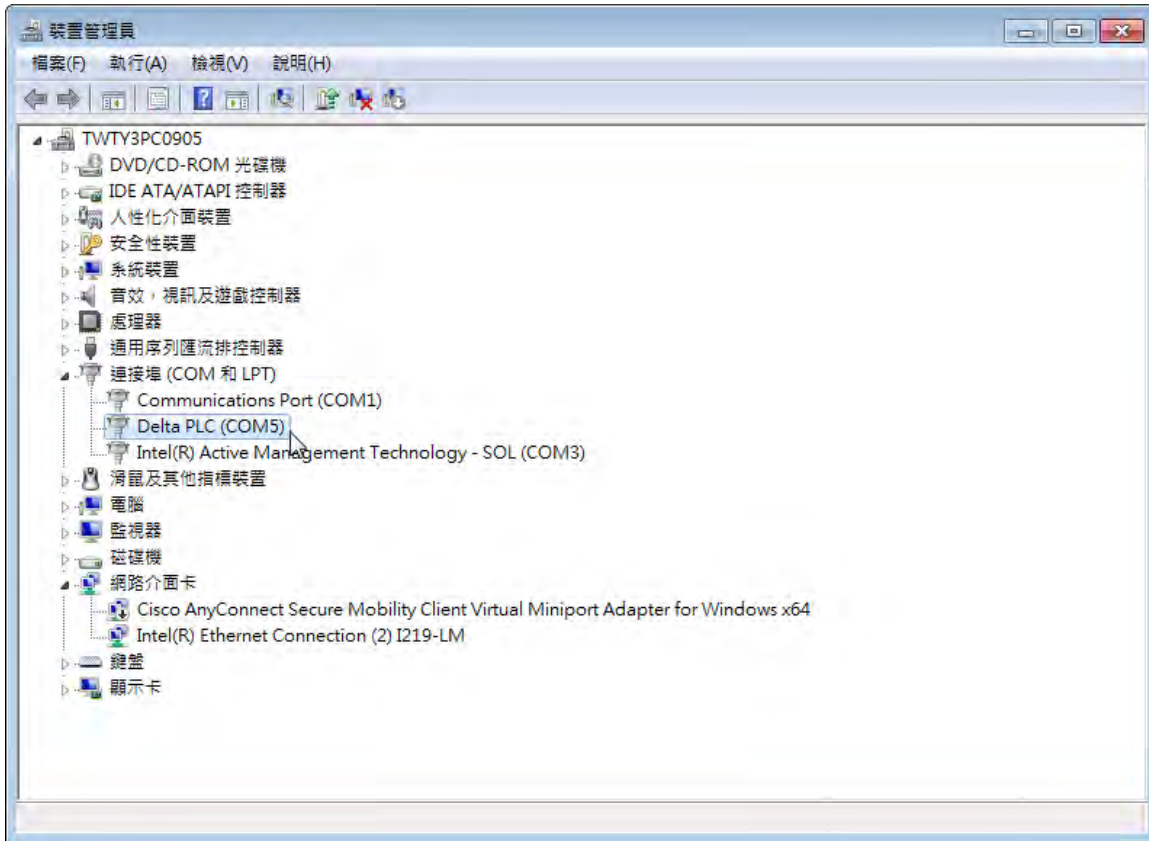 裝置管理員
檔案(F) 執行(A) 檢視(V) 說明(H)
TWTY3PC0905
DVD/CD-ROM 光碟機
IDE ATA/ATAPI 控制器
人性化介面裝置
安全性裝置
系統裝置
音效，視訊及遊戲控制器
處理器
通用序列匯流排控制器
連接埠 (COM 和 LPT)
Communications Port (COM1)
Delta PLC (COM5)
Intel(R) Active Management Technology - SOL (COM3)
滑鼠及其他指標裝置
電腦
監視器
磁碟機
網路介面卡
Cisco AnyConnect Secure Mobility Client Virtual Miniport Adapter for Windows x64
Intel(R) Ethernet Connection (2) I219-LM
鍵盤
顯示卡